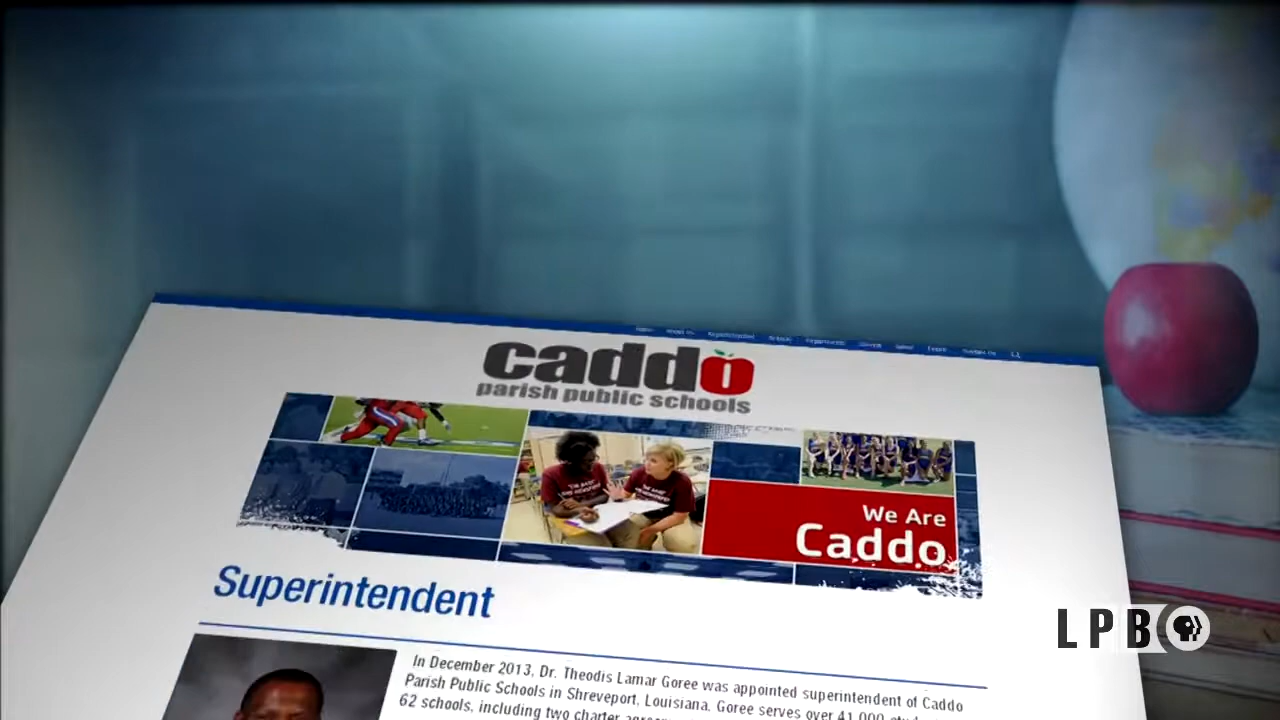 caddo
parish public schools
We Are
Caddo
Superintendent
In December 2013, Dr. Theodis Lamar Goree was appointed superintendent of Caddo
Parish Public Schools in Shreveport, Louisiana. Goree serves over 41,000
62 schools, including two charter
LPB